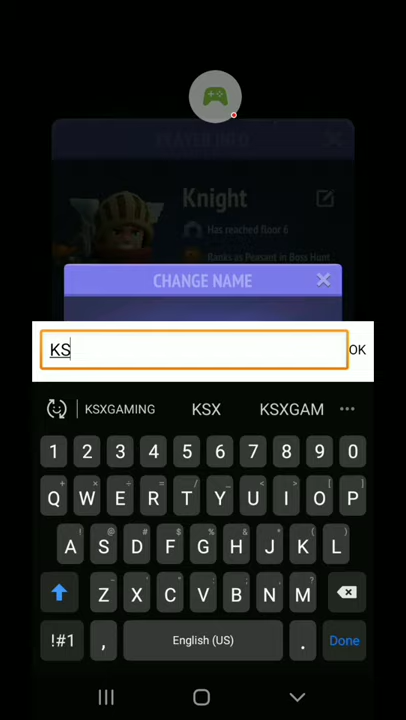 PLAYER INFO
Knight
Has reached floor 6
Ranks as Peasant in Boss Hunt
CHANGE NAME
KS
OK
KSXGAMING KSX KSXGAM ...
1 2 3 4 5 6 7 8 9 0
+ × ÷ = / _ < > [ ]
Q W E R T Y U I O P
! @ # $ % ^ & * ( )
A S D F G H J K L
- ' " : ; , ?
Z X C V B N M
!#1 , English (US) . Done